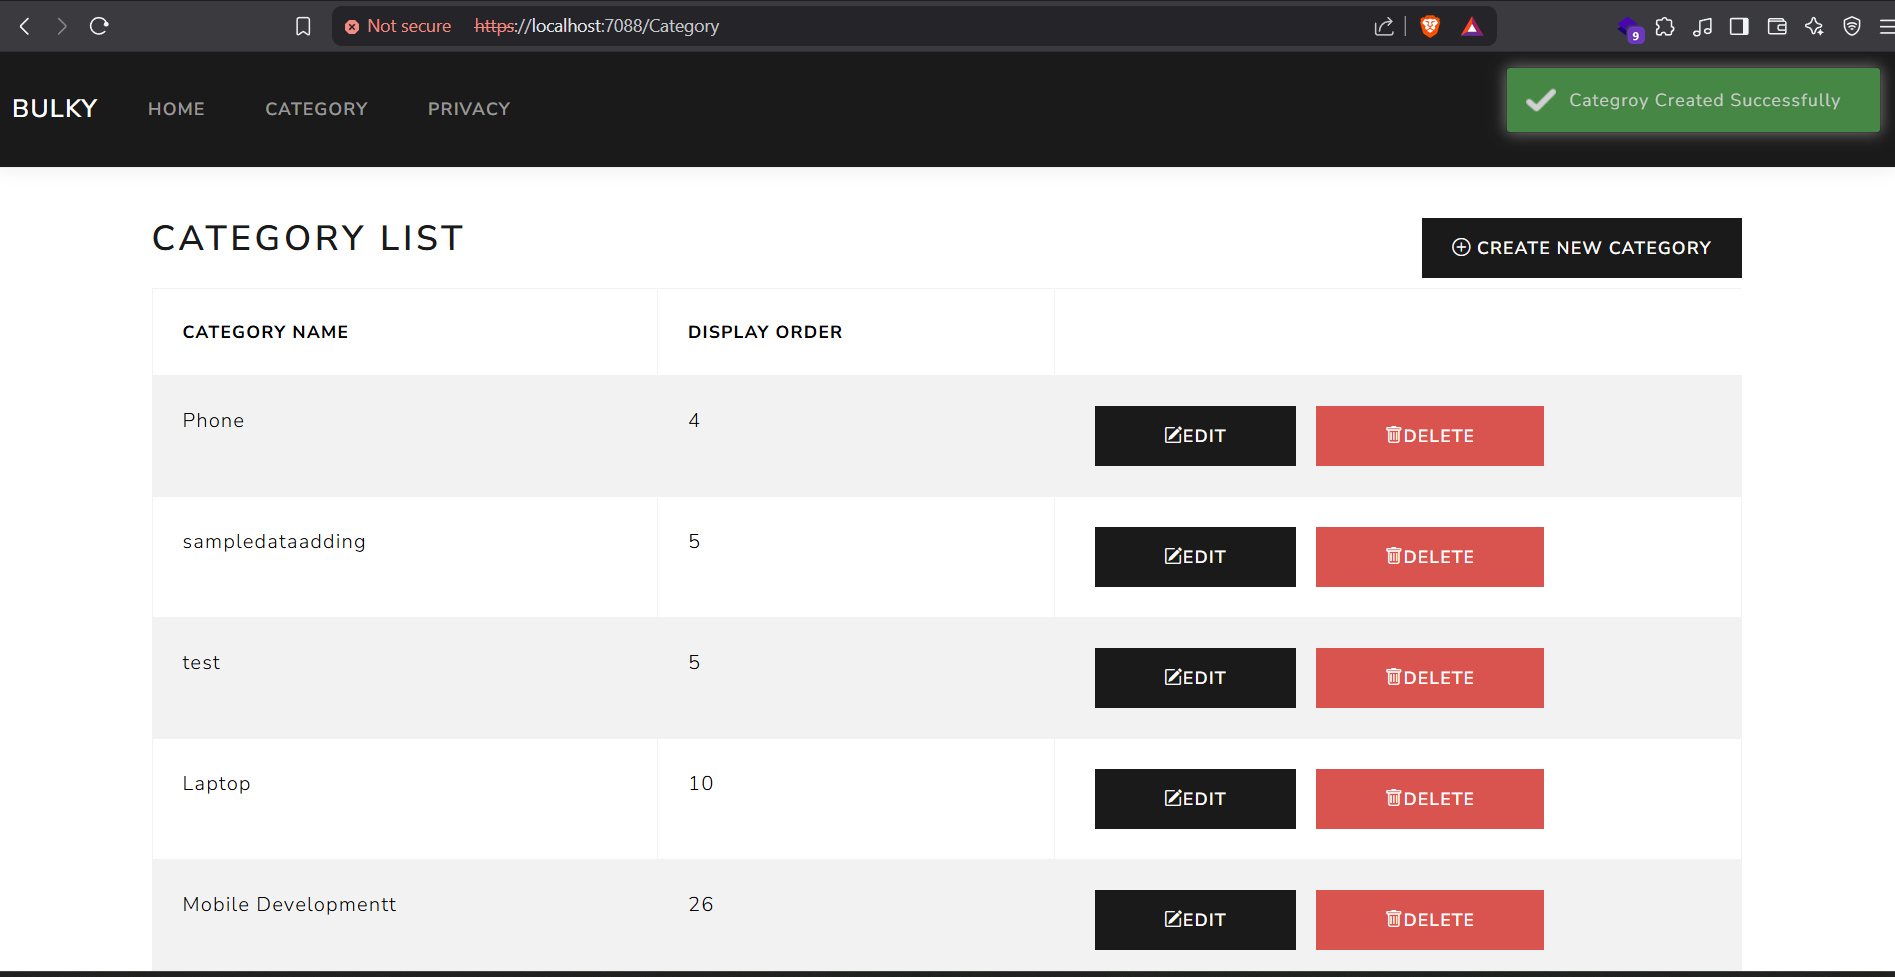 Not secure https://localhost:7088/Category
9
BULKY HOME CATEGORY PRIVACY
Categroy Created Successfully
CATEGORY LIST
CREATE NEW CATEGORY
CATEGORY NAME DISPLAY ORDER
Phone 4 EDIT DELETE
sampledataadding 5 EDIT DELETE
test 5 EDIT DELETE
Laptop 10 EDIT DELETE
Mobile Developmentt 26 EDIT DELETE